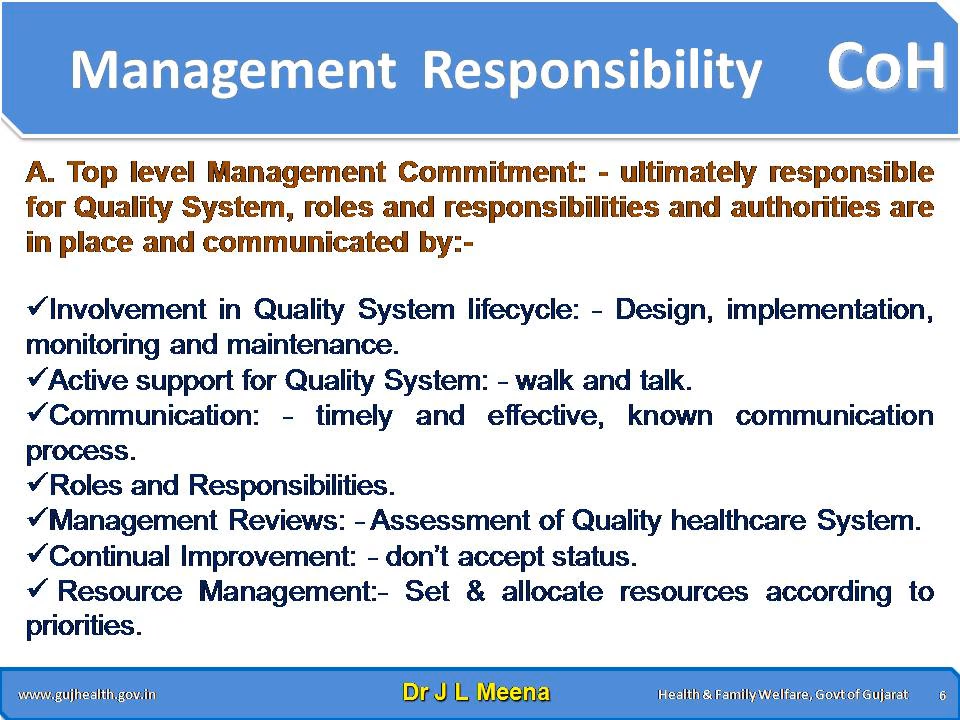 Management Responsibility CoH
A. Top level Management Commitment: - ultimately responsible
for Quality System, roles and responsibilities and authorities are
in place and communicated by:-
✓Involvement in Quality System lifecycle: - Design, implementation,
monitoring and maintenance.
✓Active support for Quality System: - walk and talk.
✓Communication: - timely and effective, known communication
process.
✓Roles and Responsibilities.
✓Management Reviews: - Assessment of Quality healthcare System.
✓Continual Improvement: - don't accept status.
✓ Resource Management:- Set & allocate resources according to
priorities.
www.gujhealth.gov.in Dr J L Meena Health & Family Welfare, Govt of Gujarat 6